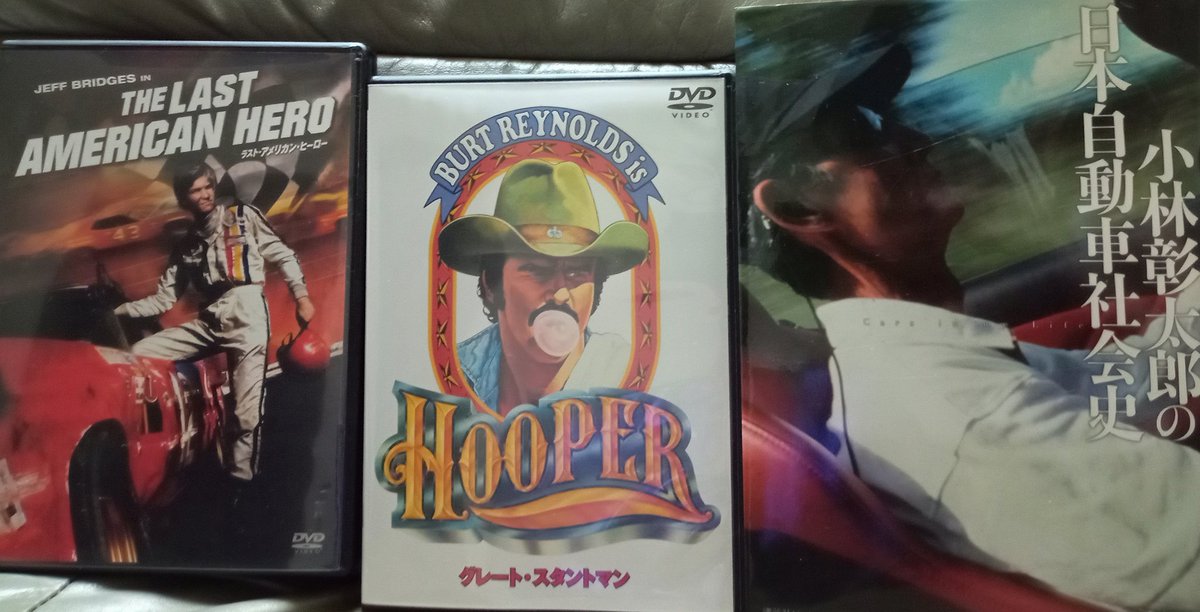 JEFF BRIDGES IN
THE LAST
AMERICAN HERO
ラスト・アメリカン・ヒーロー
43
DVD
VIDEO
DVD
VIDEO
BURT REYNOLDS is
HOOPER
グレート・スタントマン
小林彰太郎の
日本自動車社会史